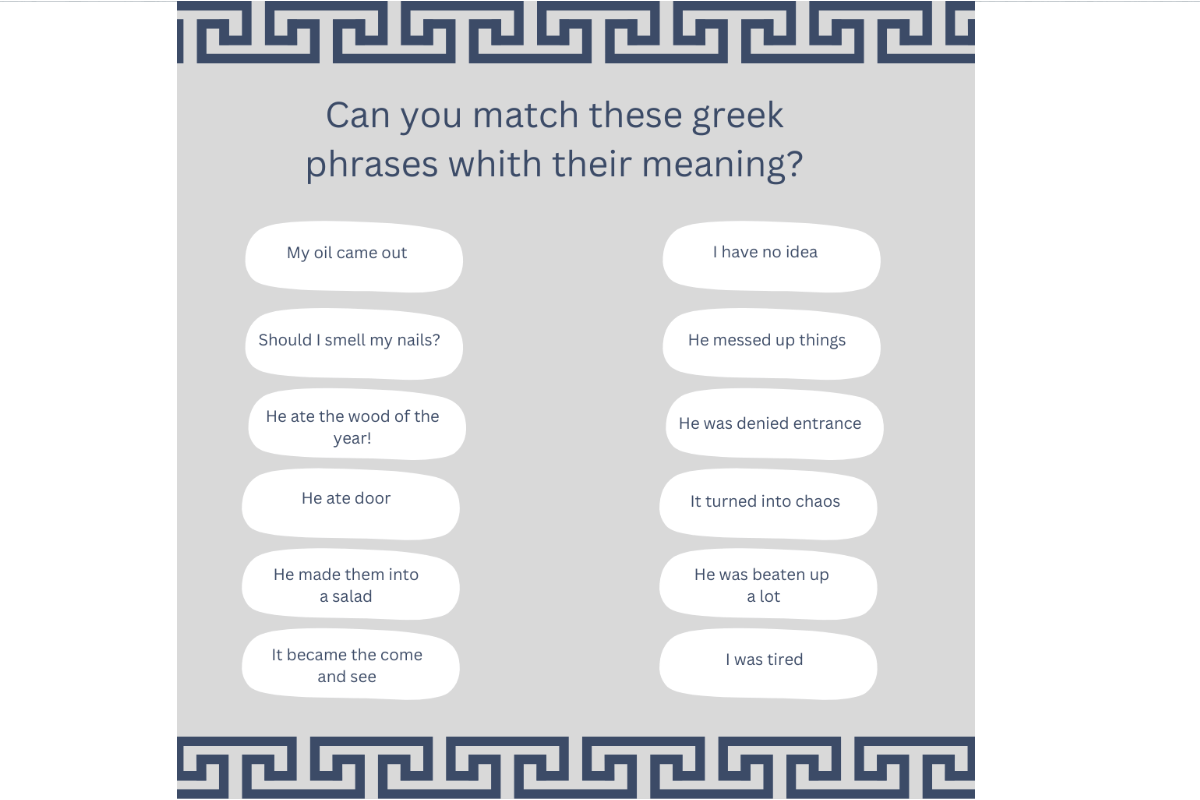 Can you match these greek
phrases whith their meaning?
My oil came out
I have no idea
Should I smell my nails?
He messed up things
He ate the wood of the
year!
He was denied entrance
He ate door
It turned into chaos
He made them into
a salad
He was beaten up
a lot
It became the come
and see
I was tired